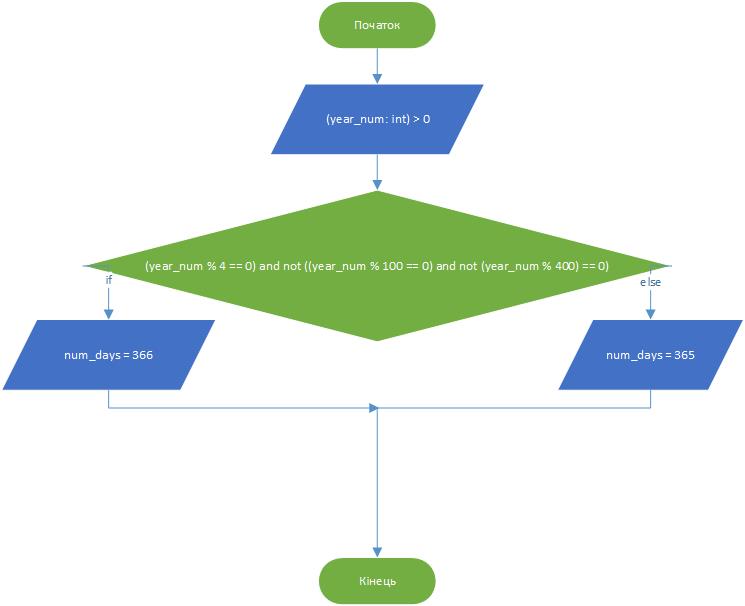 Початок
(year_num: int) > 0
(year_num % 4 == 0) and not ((year_num % 100 == 0) and not (year_num % 400) == 0)
if
else
num_days = 366
num_days = 365
Кінець